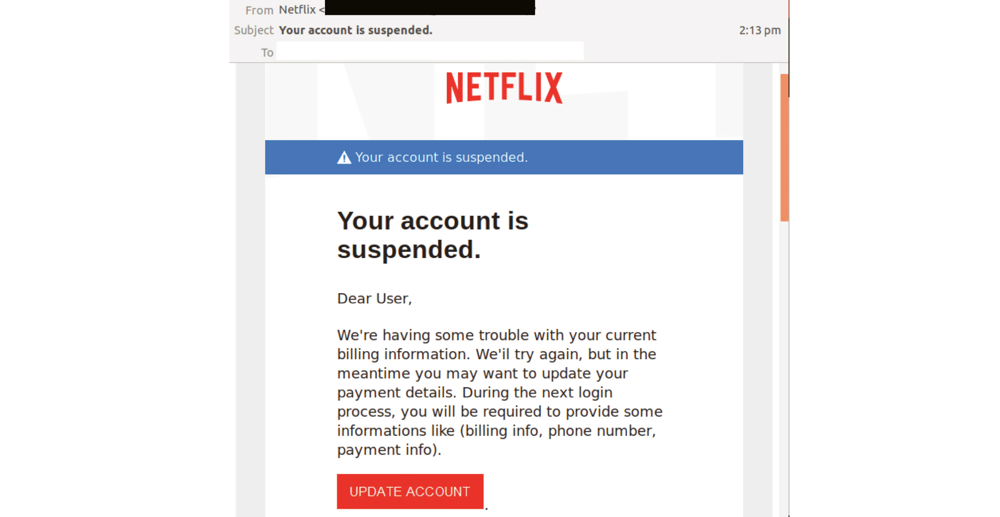 From Netflix <
Subject Your account is suspended. 2:13 pm
To
NETFLIX
Your account is suspended.
Your account is
suspended.
Dear User,
We're having some trouble with your current
billing information. We'il try again, but in the
meantime you may want to update your
payment details. During the next login
process, you will be required to provide some
informations like (billing info, phone number,
payment info).
UPDATE ACCOUNT.